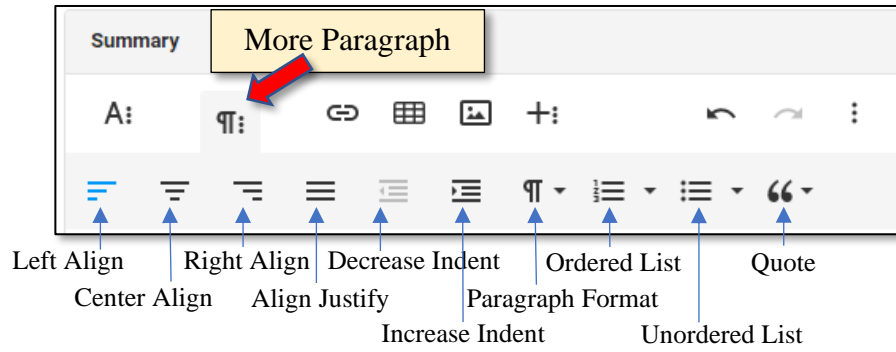 Summary
More Paragraph
Left Align
Right Align
Decrease Indent
Ordered List
Quote
Center Align
Align Justify
Paragraph Format
Increase Indent
Unordered List